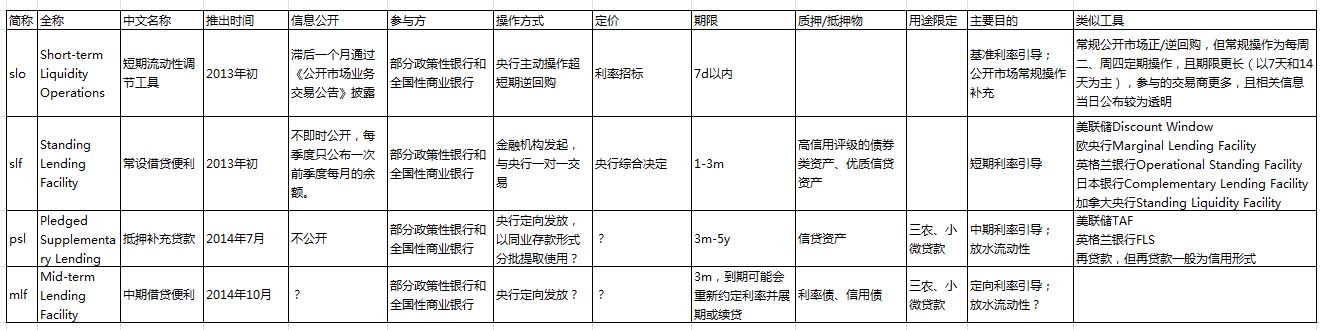 简称 全称 中文名称 推出时间 信息公开 参与方 操作方式 定价 期限 质押/抵押物 用途限定 主要目的 类似工具
slo
Short-term
Liquidity
Operations
短期流动性调
节工具
2013年初
滞后一个月通过
《公开市场业务
交易公告》披露
部分政策性银行和
全国性商业银行
央行主动操作超
短期逆回购
利率招标
7d以内
基准利率引导；
公开市场常规操作
补充
常规公开市场正/逆回购，但常规操作为每周
二、周四定期操作，且期限更长（以7天和14
天为主），参与的交易商更多，且相关信息
当日公布较为透明
slf
Standing
Lending
Facility
常设借贷便利
2013年初
不即时公开，每
季度只公布一次
前季度每月的余
额。
部分政策性银行和
全国性商业银行
金融机构发起，
与央行一对一交
易
央行综合决定
1-3m
高信用评级的债券
类资产、优质信贷
资产
短期利率引导
美联储Discount Window
欧央行Marginal Lending Facility
英格兰银行Operational Standing Facility
日本银行Complementary Lending Facility
加拿大央行Standing Liquidity Facility
psl
Pledged
Supplementa
ry Lending
抵押补充贷款
2014年7月
不公开
部分政策性银行和
全国性商业银行
央行定向发放，
以同业存款形式
分批提取使用？
？
3m-5y
信贷资产
三农、小
微贷款
中期利率引导；
放水流动性
美联储TAF
英格兰银行FLS
再贷款，但再贷款一般为信用形式
mlf
Mid-term
Lending
Facility
中期借贷便利
2014年10月
？
部分政策性银行和
全国性商业银行
央行定向发放？
？
3m，到期可能会
重新约定利率并展
期或续贷
利率债、信用债
三农、小
微贷款
定向利率引导；
放水流动性？